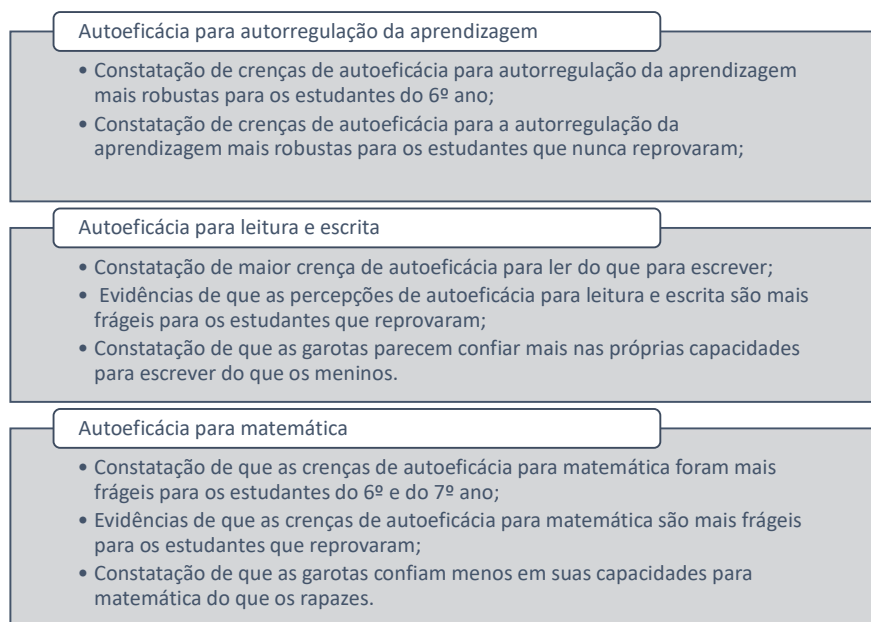 Autoeficácia para autorregulação da aprendizagem
• Constatação de crenças de autoeficácia para autorregulação da aprendizagem
mais robustas para os estudantes do 6º ano;
• Constatação de crenças de autoeficácia para a autorregulação da
aprendizagem mais robustas para os estudantes que nunca reprovaram;
Autoeficácia para leitura e escrita
• Constatação de maior crença de autoeficácia para ler do que para escrever;
• Evidências de que as percepções de autoeficácia para leitura e escrita são mais
frágeis para os estudantes que reprovaram;
• Constatação de que as garotas parecem confiar mais nas próprias capacidades
para escrever do que os meninos.
Autoeficácia para matemática
• Constatação de que as crenças de autoeficácia para matemática foram mais
frágeis para os estudantes do 6º e do 7º ano;
• Evidências de que as crenças de autoeficácia para matemática são mais frágeis
para os estudantes que reprovaram;
• Constatação de que as garotas confiam menos em suas capacidades para
matemática do que os rapazes.